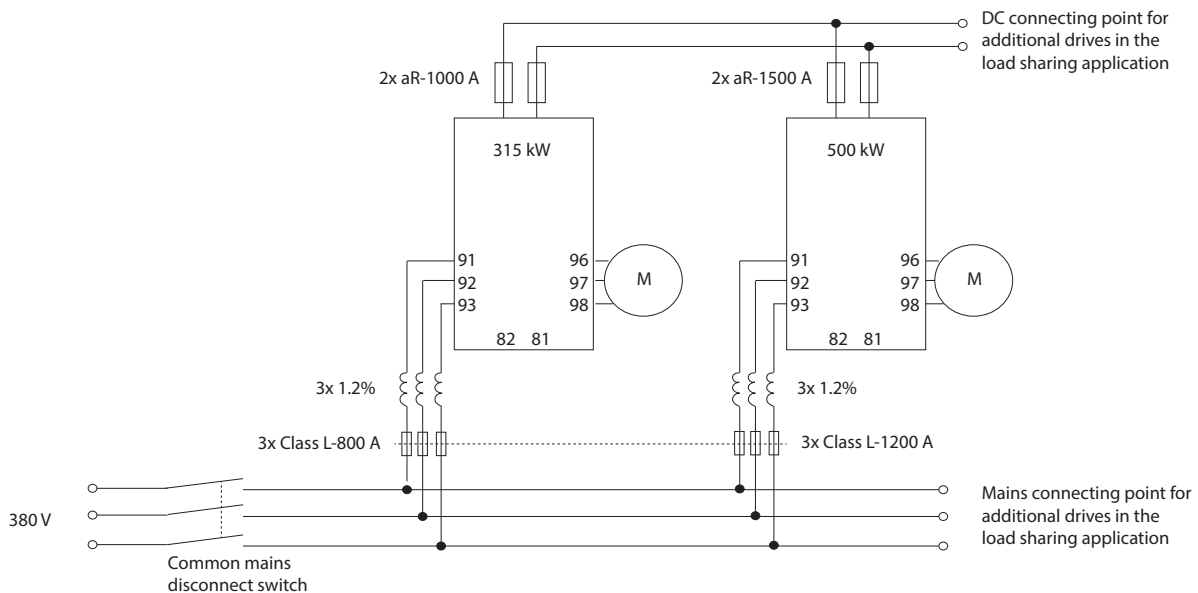 DC connecting point for
additional drives in the
load sharing application
2x aR-1000 A
2x aR-1500 A
315 kW
500 kW
91
92
93
96
97
98
M
82 81
91
92
93
96
97
98
M
82 81
3x 1.2%
3x 1.2%
3x Class L-800 A
3x Class L-1200 A
380 V
Mains connecting point for
additional drives in the
load sharing application
Common mains
disconnect switch